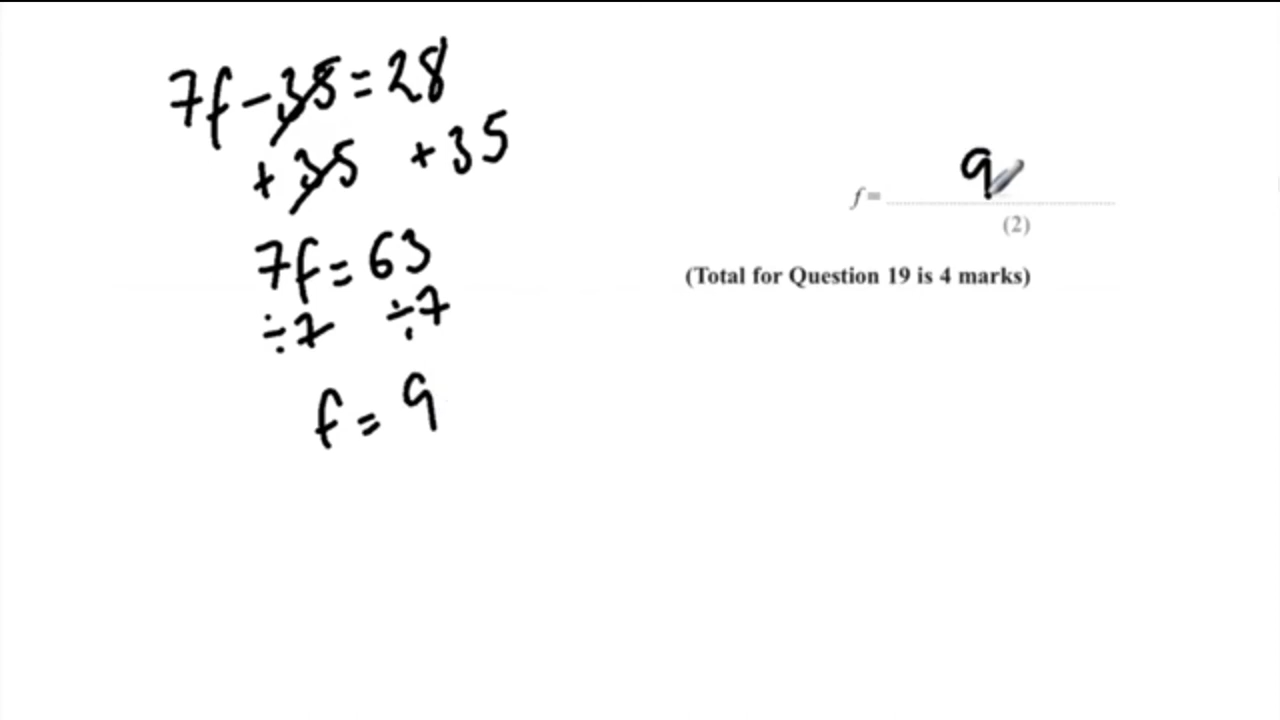 7f - 35 = 28
+ 35 + 35
7f = 63
÷7 ÷7
f = 9
f = 9
(2)
(Total for Question 19 is 4 marks)